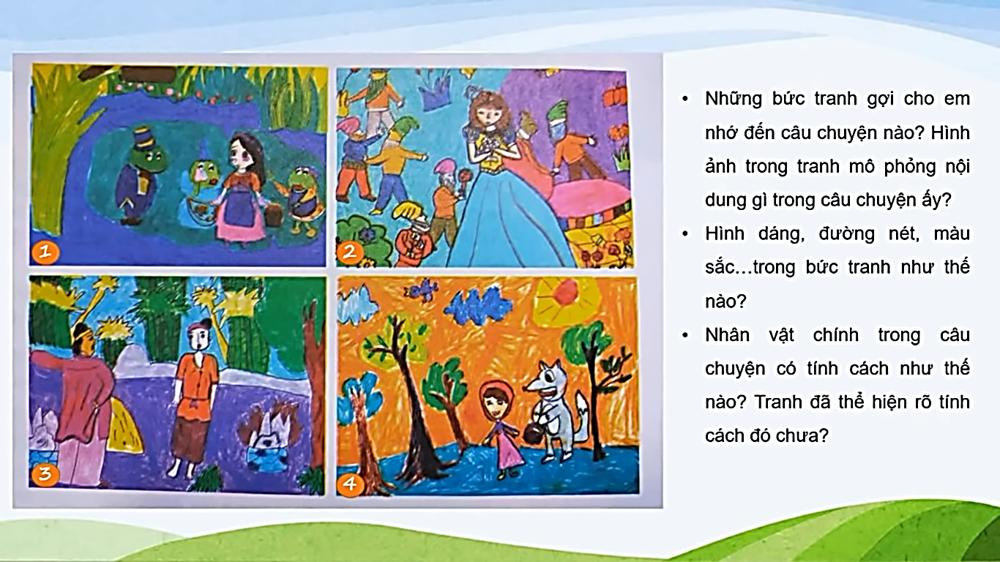 1
2
3
4
• Những bức tranh gợi cho em
nhớ đến câu chuyện nào? Hình
ảnh trong tranh mô phỏng nội
dung gì trong câu chuyện ấy?
• Hình dáng, đường nét, màu
sắc...trong bức tranh như thế
nào?
• Nhân vật chính trong câu
chuyện có tính cách như thế
nào? Tranh đã thể hiện rõ tính
cách đó chưa?